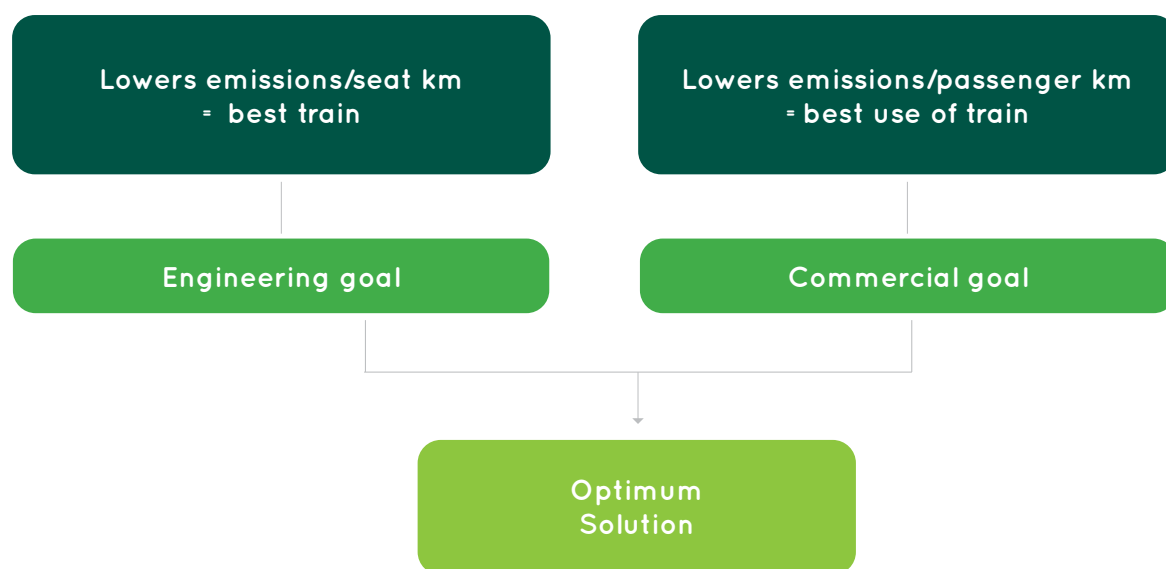 Lowers emissions/seat km
= best train
Lowers emissions/passenger km
= best use of train
Engineering goal
Commercial goal
Optimum
Solution